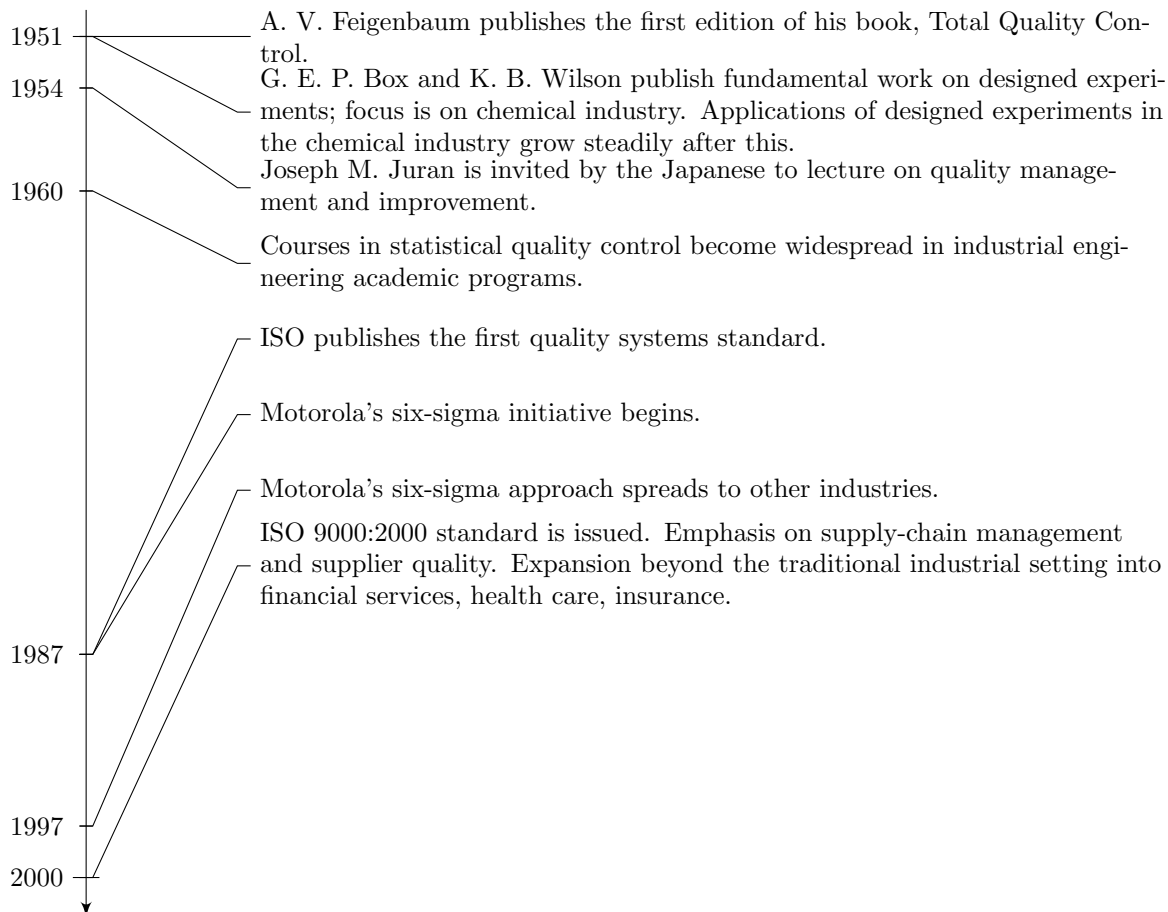 1951
A. V. Feigenbaum publishes the first edition of his book, Total Quality Con-
trol.
1954
G. E. P. Box and K. B. Wilson publish fundamental work on designed experi-
ments; focus is on chemical industry. Applications of designed experiments in
the chemical industry grow steadily after this.
Joseph M. Juran is invited by the Japanese to lecture on quality manage-
ment and improvement.
1960
Courses in statistical quality control become widespread in industrial engi-
neering academic programs.
ISO publishes the first quality systems standard.
Motorola's six-sigma initiative begins.
Motorola's six-sigma approach spreads to other industries.
ISO 9000:2000 standard is issued. Emphasis on supply-chain management
and supplier quality. Expansion beyond the traditional industrial setting into
financial services, health care, insurance.
1987
1997
2000